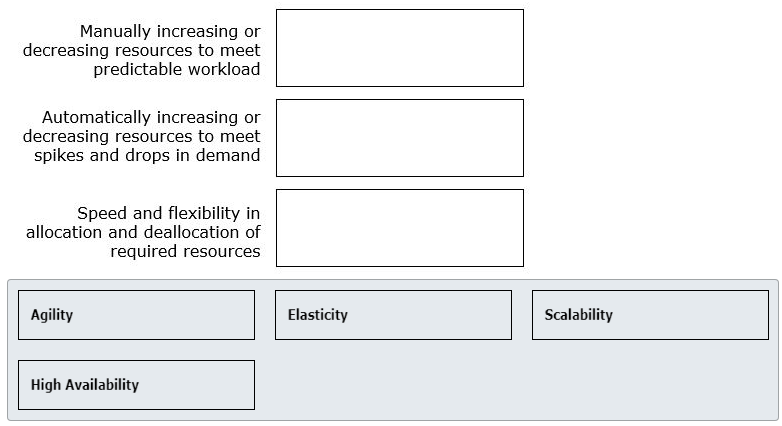 Manually increasing or
decreasing resources to meet
predictable workload
Automatically increasing or
decreasing resources to meet
spikes and drops in demand
Speed and flexibility in
allocation and deallocation of
required resources
Agility
Elasticity
Scalability
High Availability